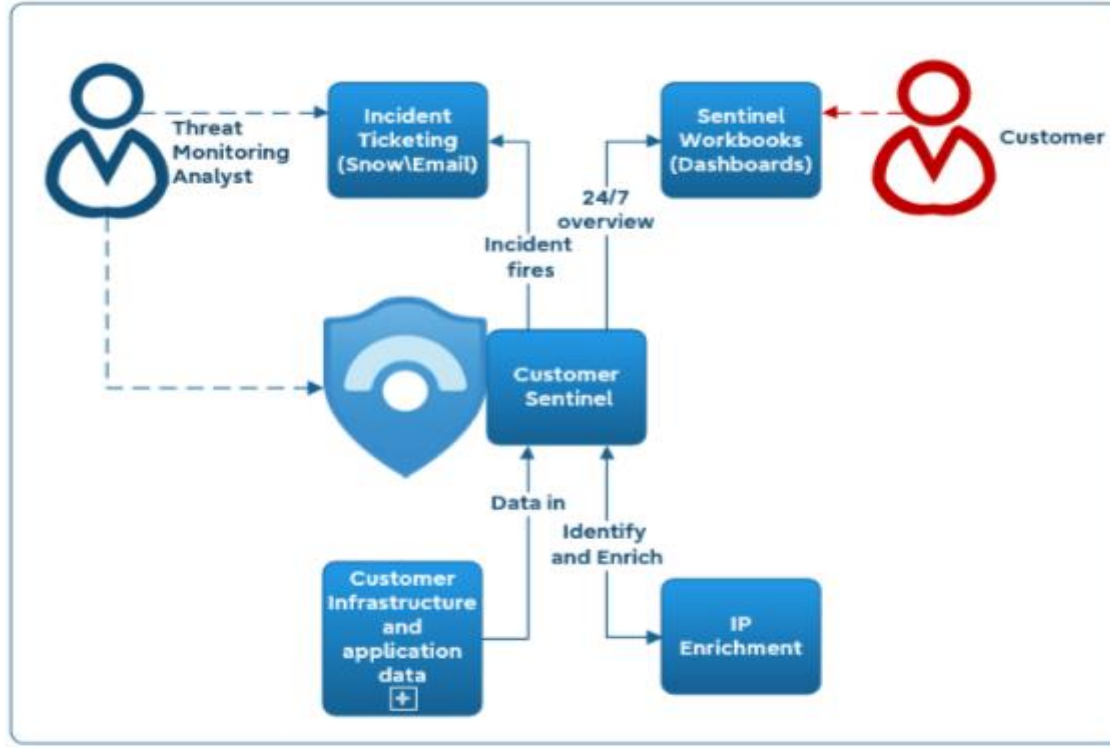 Threat
Monitoring
Analyst
Incident
Ticketing
(Snow\Email)
Sentinel
Workbooks
(Dashboards)
Customer
24/7
overview
Incident
fires
Customer
Sentinel
Data in
Identify
and Enrich
Customer
Infrastructure
and
application
data
IP
Enrichment